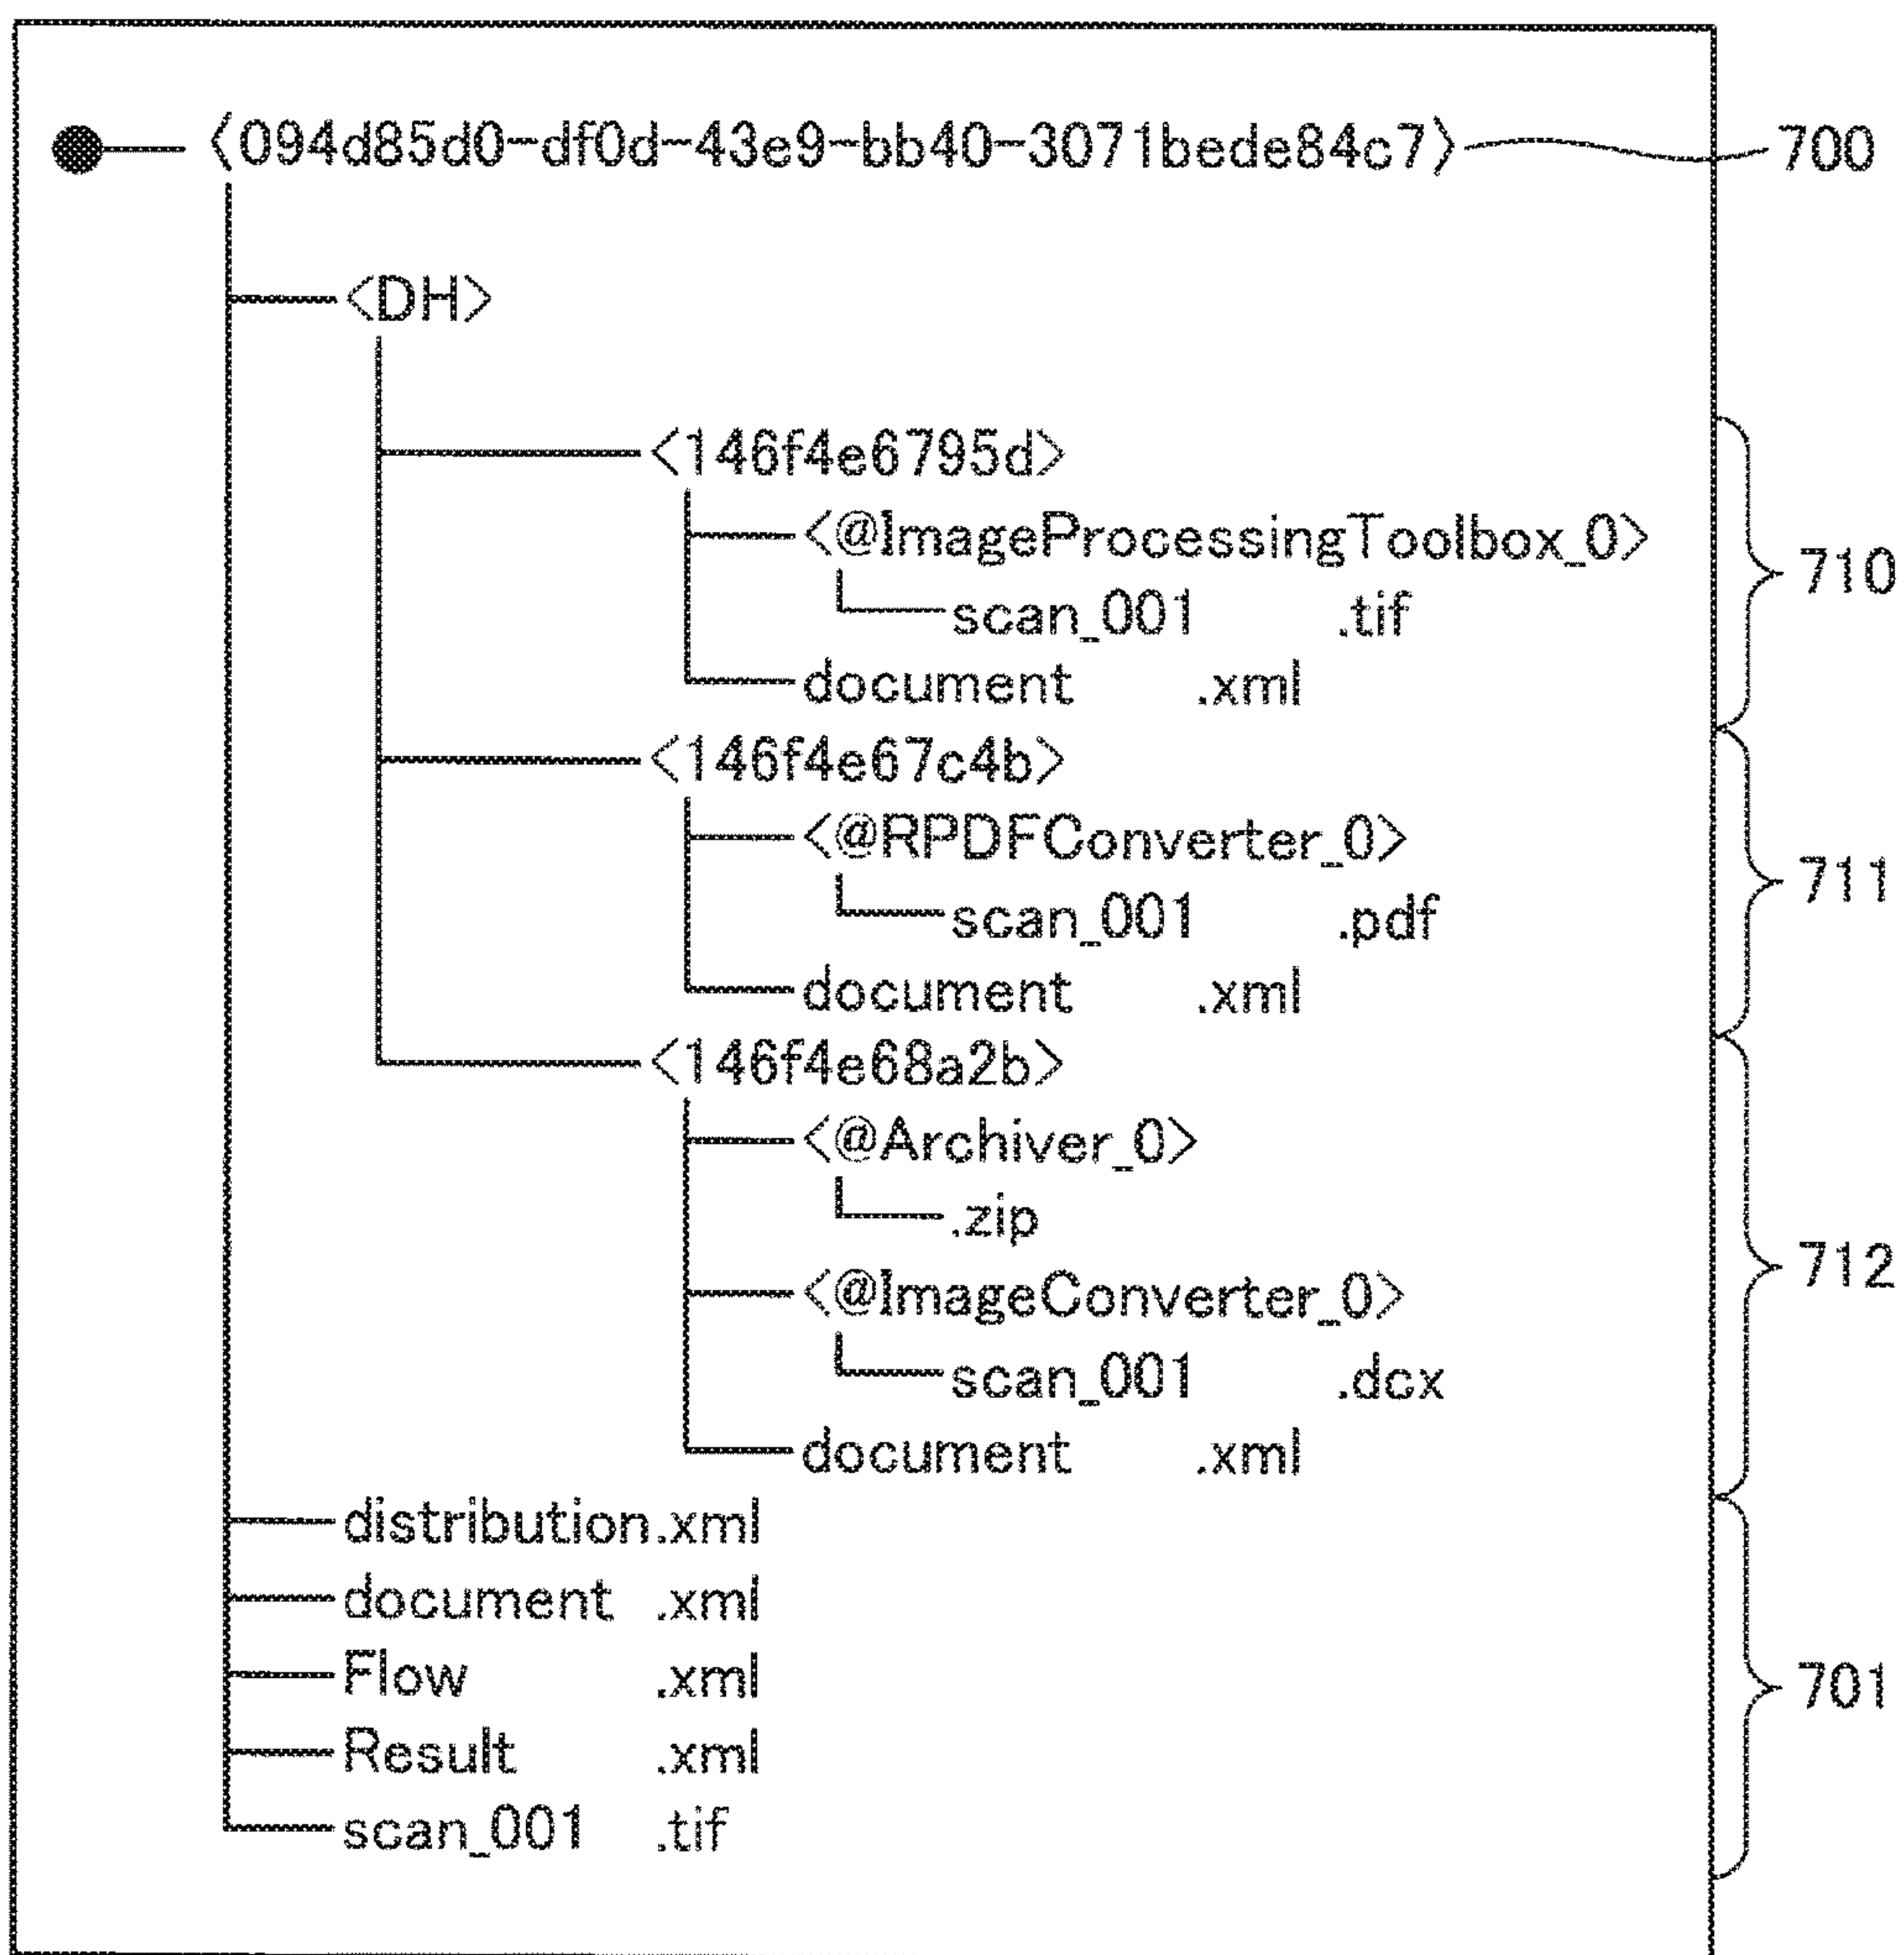 <094d85d0-df0d-43e9-bb40-3071bede84c7> 700
<DH>
<146f4e6795d>
<@ImageProcessingToolbox_0>
710
scan_001 .tif
document .xml
<146f4e67c4b>
<@RPDFConverter_0>
711
scan_001 .pdf
document .xml
<146f4e68a2b>
<@Archiver_0>
.zip
712
<@ImageConverter_0>
scan_001 .dcx
document .xml
distribution.xml
document .xml
Flow .xml
701
Result .xml
scan_001 .tif